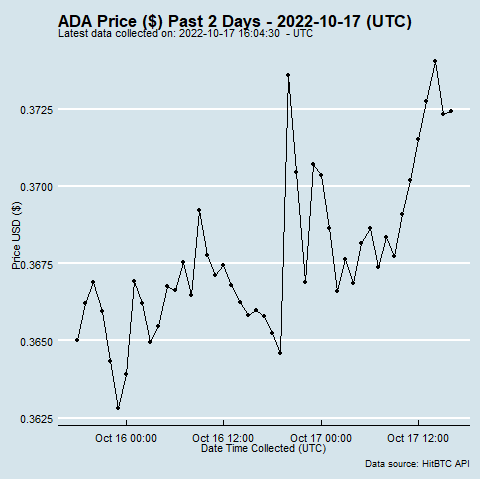 ADA Price ($) Past 2 Days - 2022-10-17 (UTC)
Latest data collected on: 2022-10-17 16:04:30  - UTC
Price USD ($)
0.3725
0.3700
0.3675
0.3650
0.3625
Oct 16 00:00 Oct 16 12:00 Oct 17 00:00 Oct 17 12:00
Date Time Collected (UTC)
Data source: HitBTC API